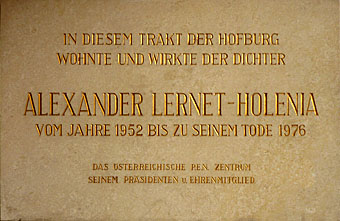 IN DIESEM TRAKT DER HOFBURG
WOHNTE UND WIRKTE DER DICHTER
ALEXANDER LERNET-HOLENIA
VOM JAHRE 1952 BIS ZU SEINEM TODE 1976
DAS ÖSTERREICHISCHE P.E.N. ZENTRUM
SEINEM PRÄSIDENTEN U. EHRENMITGLIED